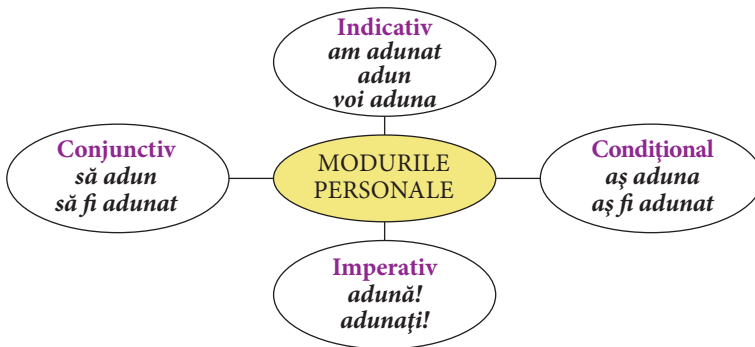 Indicativ
am adunat
adun
voi aduna
Conjunctiv
să adun
să fi adunat
MODURILE
PERSONALE
Condiţional
aş aduna
aş fi adunat
Imperativ
adună!
adunaţi!